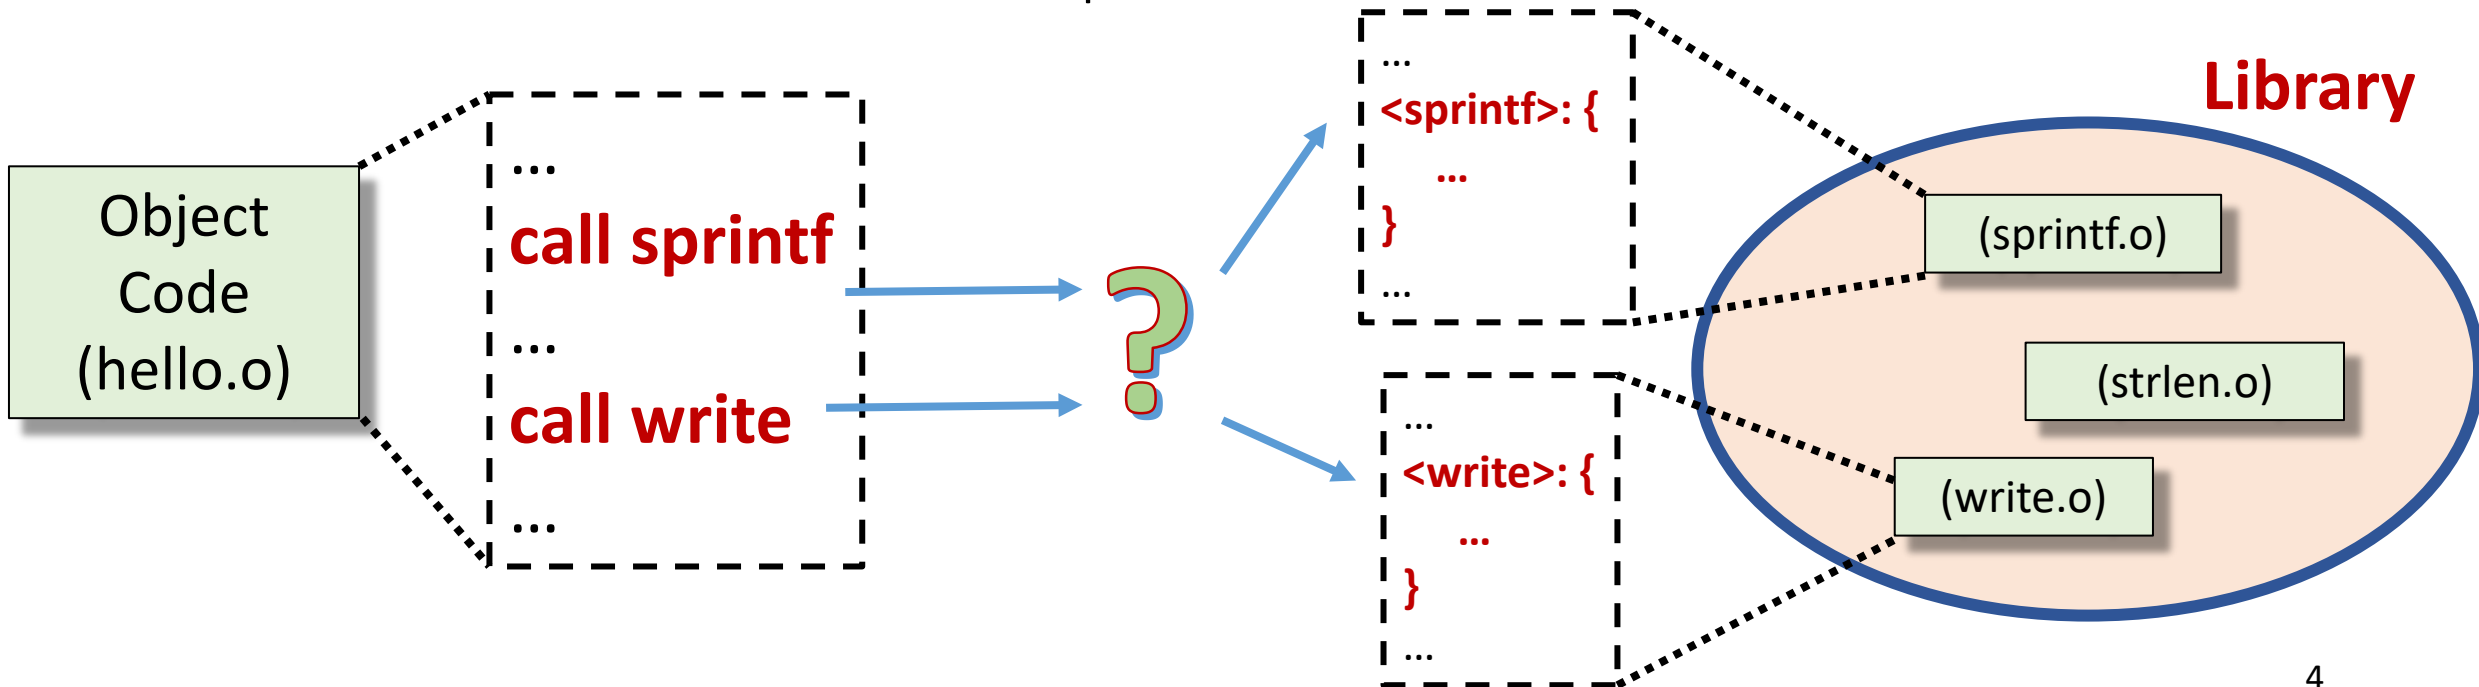 Object
Code
(hello.o)
...
call sprintf
...
call write
...
?
...
<sprintf>: {
...
}
...
...
<write>: {
...
}
...
Library
(sprintf.o)
(strlen.o)
(write.o)
4